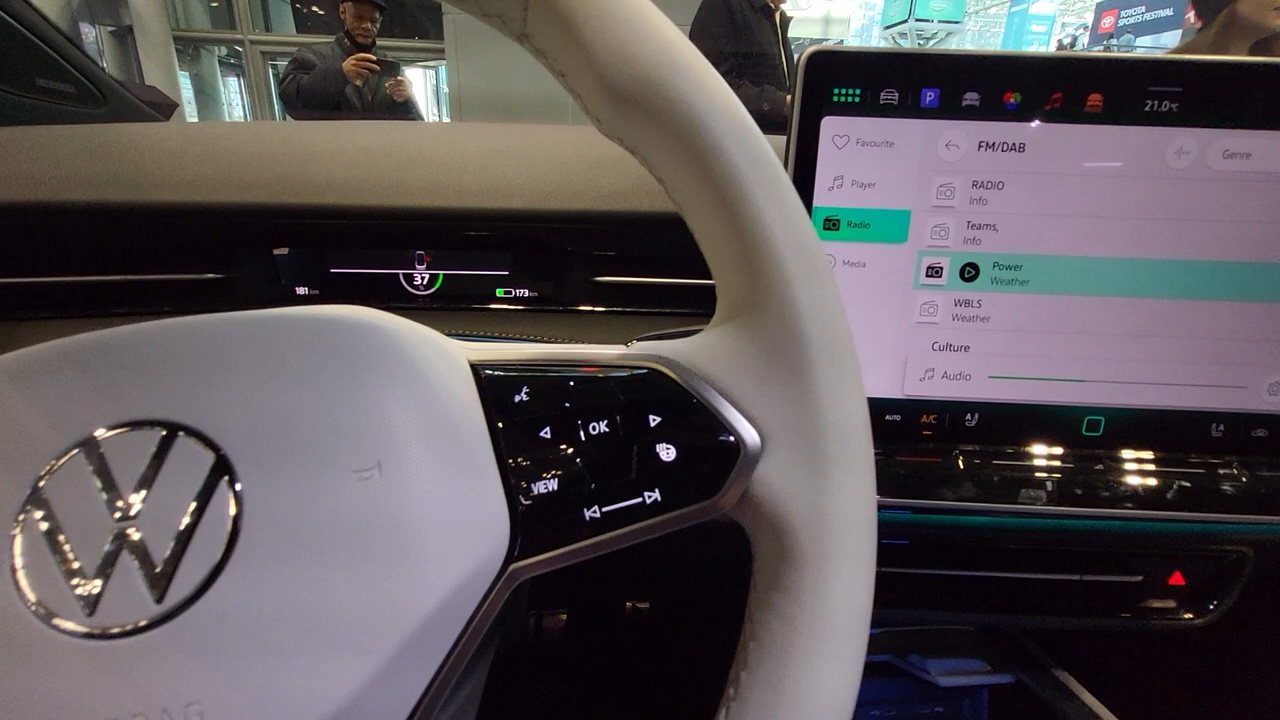 TOYOTA
SPORTS FESTIVAL
P
21.0°C
Favourite
FM/DAB
Genre
Player
RADIO
Info
Radio
Teams,
Info
Media
Power
Weather
WBLS
Weather
Culture
Audio
37
181 km
173 km
OK
VIEW
AUTO
A/C